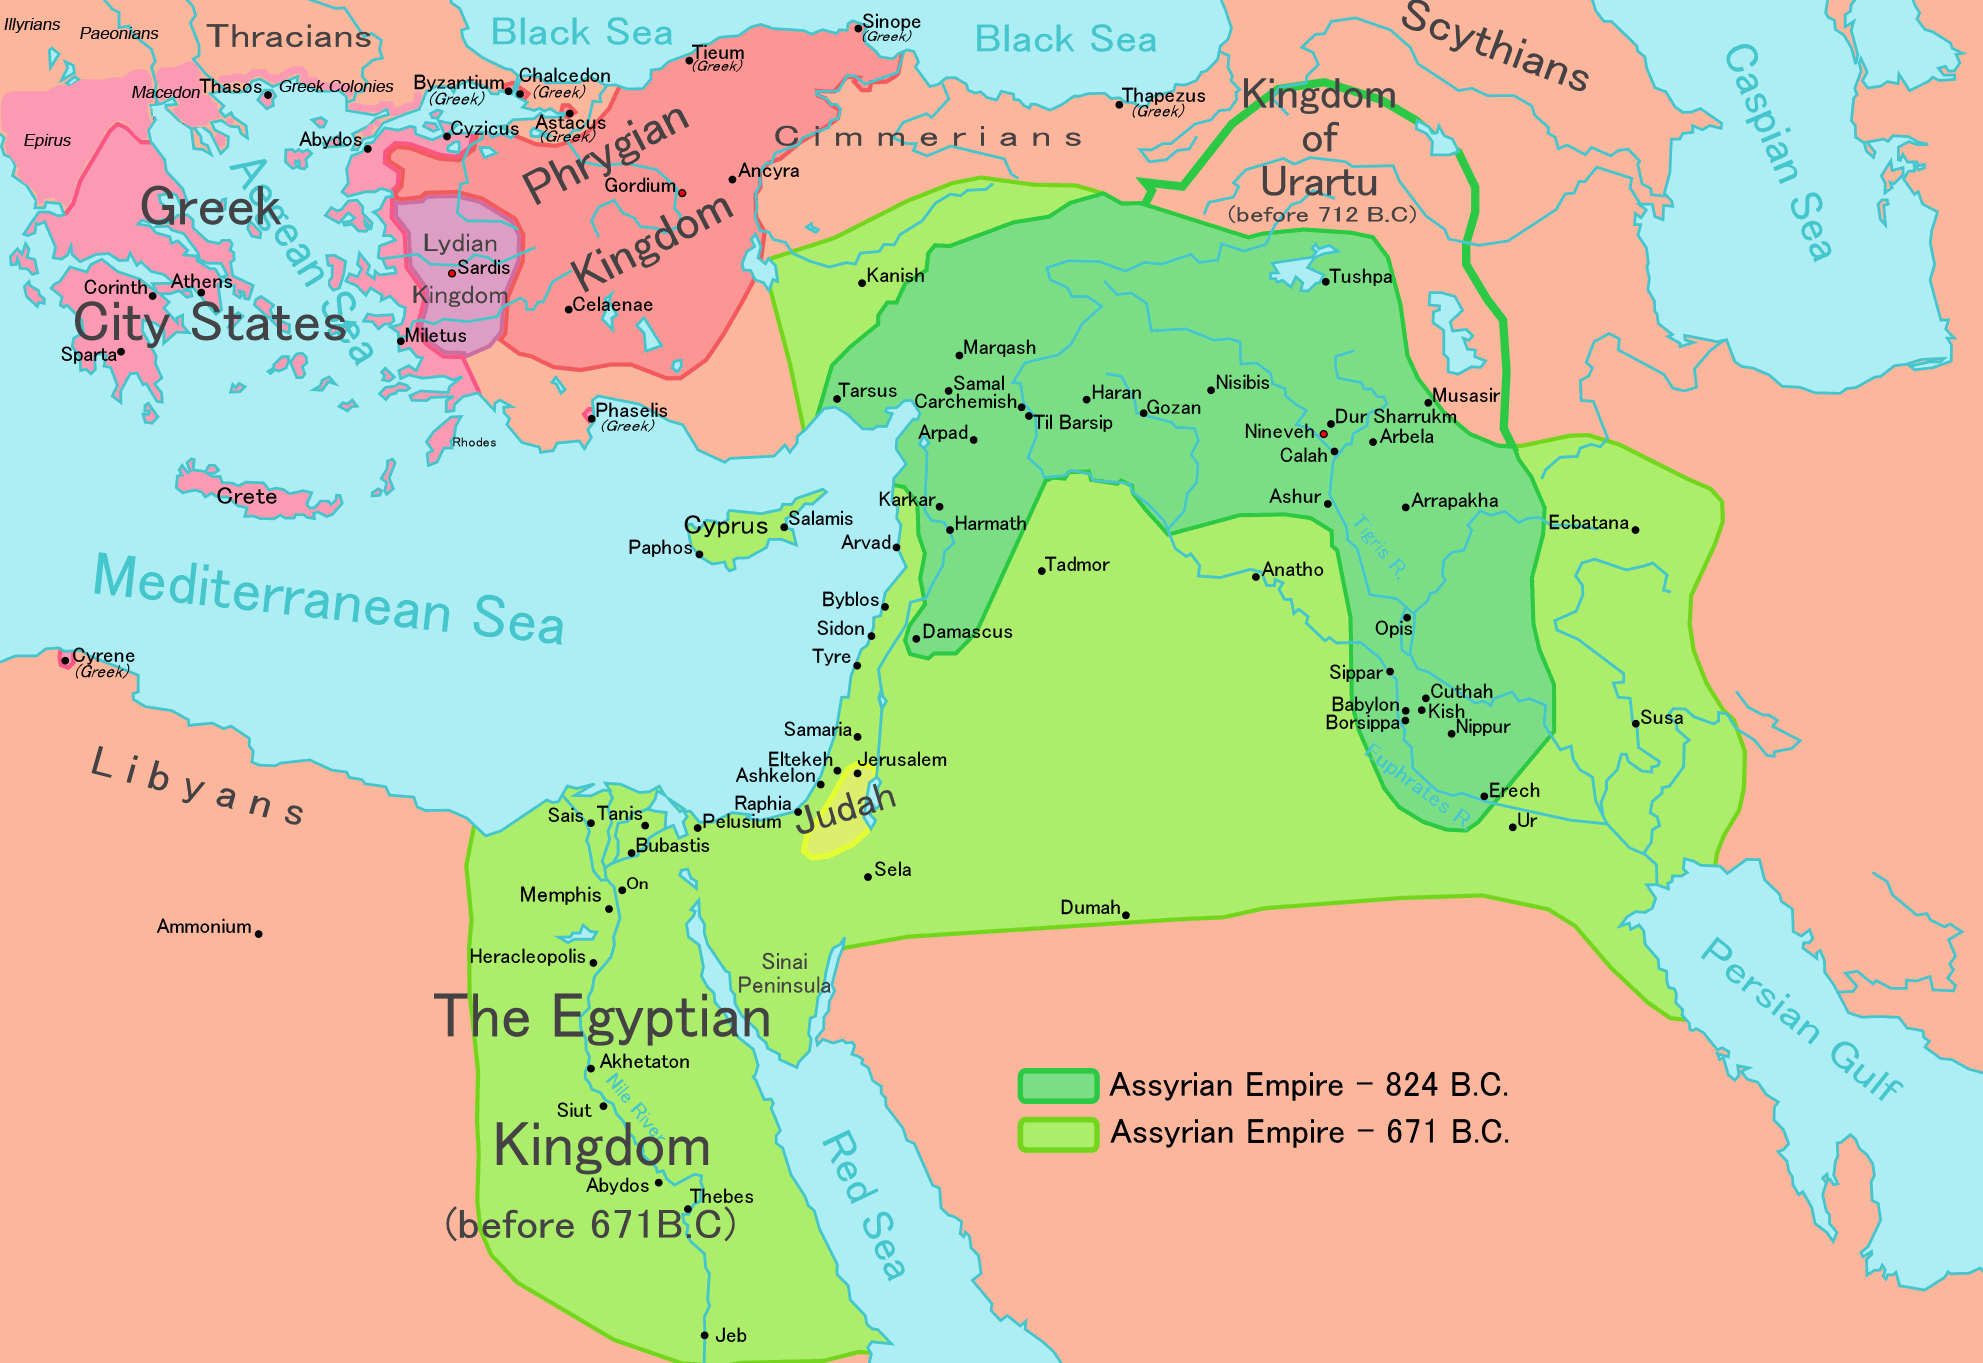 Illyrians
Paeonians
Thracians
Black Sea
Black Sea
Sinope
(Greek)
Tieum
(Greek)
Scythians
Caspian Sea
Macedon
Thasos
Greek Colonies
Byzantium
(Greek)
Chalcedon
(Greek)
Astacus
(Greek)
Thapezus
(Greek)
Kingdom
of
Urartu
(before 712 B.C)
Cimmerians
Epirus
Abydos
Cyzicus
Phrygian
Kingdom
Gordium
Ancyra
Greek
City States
Aegean Sea
Lydian
Kingdom
Sardis
Corinth
Athens
Sparta
Miletus
Celaenae
Kanish
Tushpa
Marqash
Samal
Tarsus
Carchemish
Til Barsip
Haran
Gozan
Nisibis
Musasir
Dur Sharrukm
Nineveh
Arbela
Calah
Phaselis
(Greek)
Rhodes
Arpad
Crete
Karkar
Harmath
Ashur
Arrapakha
Ecbatana
Cyprus
Salamis
Paphos
Arvad
Tadmor
Anatho
Tigris R.
Mediterranean Sea
Byblos
Sidon
Damascus
Opis
Tyre
Cyrene
(Greek)
Sippar
Cuthah
Babylon
Kish
Borsippa
Nippur
Susa
Samaria
Eltekeh
Jerusalem
Ashkelon
Judah
Raphia
Euphrates R.
Erech
Ur
Libyans
Sais
Tanis
Pelusium
Bubastis
Sela
On
Memphis
Dumah
Ammonium
Heracleopolis
Sinai
Peninsula
Persian Gulf
The Egyptian
Kingdom
(before 671B.C)
Akhetaton
Nile River
Siut
Abydos
Thebes
Red Sea
Jeb
Assyrian Empire - 824 B.C.
Assyrian Empire - 671 B.C.